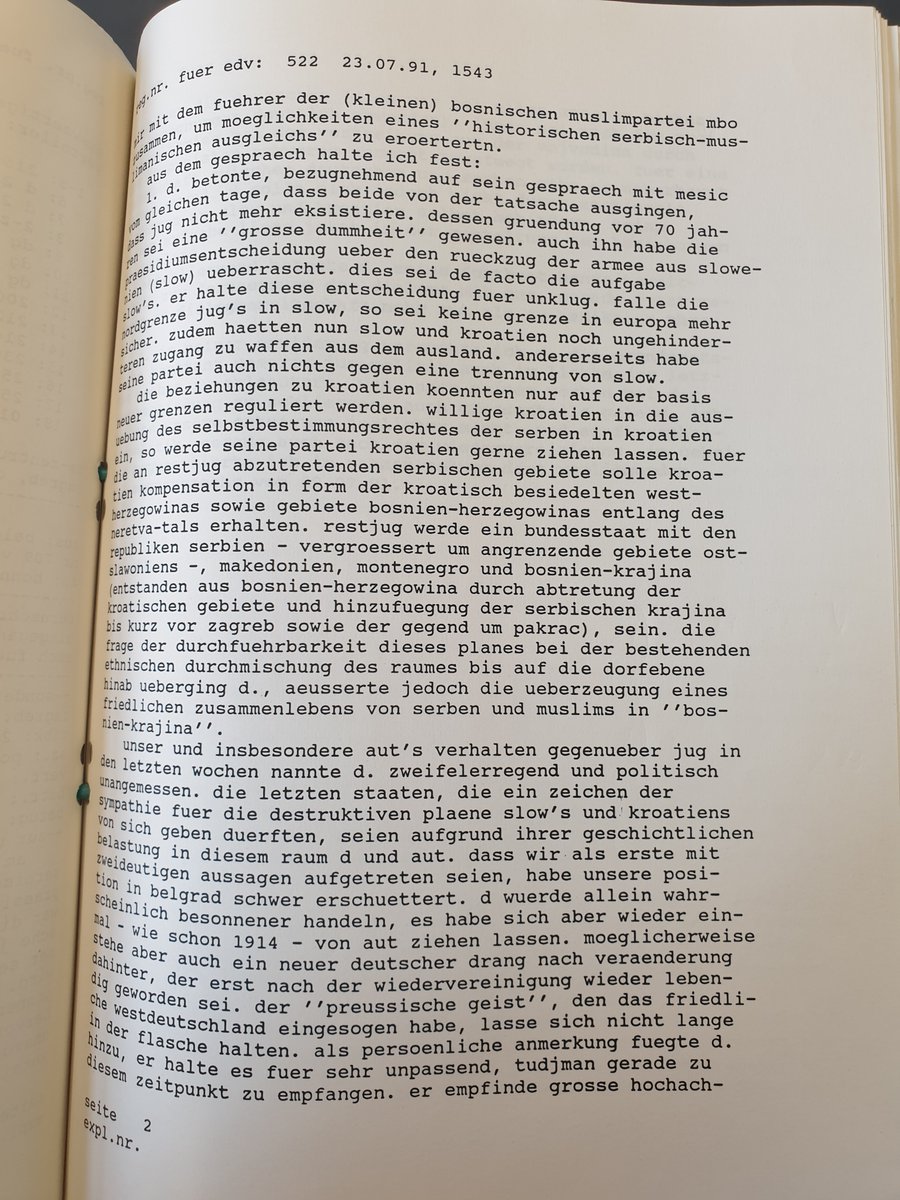 reg.nr. fuer edv:  522  23.07.91, 1543
wir mit dem fuehrer der (kleinen) bosnischen muslimpartei mbo
zusammen, um moeglichkeiten eines ''historischen serbisch-mus-
limanischen ausgleichs'' zu eroertertn.
aus dem gespraech halte ich fest:
1. d. betonte, bezugnehmend auf sein gespraech mit mesic
vom gleichen tage, dass beide von der tatsache ausgingen,
dass jug nicht mehr eksistiere. dessen gruendung vor 70 jah-
ren sei eine ''grosse dummheit'' gewesen. auch ihn habe die
praesidiumsentscheidung ueber den rueckzug der armee aus slowe-
nien (slow) ueberrascht. dies sei de facto die aufgabe
slow's. er halte diese entscheidung fuer unklug. falle die
nordgrenze jug's in slow, so sei keine grenze in europa mehr
sicher. zudem haetten nun slow und kroatien noch ungehinder-
teren zugang zu waffen aus dem ausland. andererseits habe
seine partei auch nichts gegen eine trennung von slow.
die beziehungen zu kroatien koennten nur auf der basis
neuer grenzen reguliert werden. willige kroatien in die aus-
uebung des selbstbestimmungsrechtes der serben in kroatien
ein, so werde seine partei kroatien gerne ziehen lassen. fuer
die an restjug abzutretenden serbischen gebiete solle kroa-
tien kompensation in form der kroatisch besiedelten west-
herzegowinas sowie gebiete bosnien-herzegowinas entlang des
neretva-tals erhalten. restjug werde ein bundesstaat mit den
republiken serbien - vergroessert um angrenzende gebiete ost-
slawoniens -, makedonien, montenegro und bosnien-krajina
(entstanden aus bosnien-herzegowina durch abtretung der
kroatischen gebiete und hinzufuegung der serbischen krajina
bis kurz vor zagreb sowie der gegend um pakrac), sein. die
frage der durchfuehrbarkeit dieses planes bei der bestehenden
ethnischen durchmischung des raumes bis auf die dorfebene
hinab ueberging d., aeusserte jedoch die ueberzeugung eines
friedlichen zusammenlebens von serben und muslims in ''bos-
nien-krajina''.
unser und insbesondere aut's verhalten gegenueber jug in
den letzten wochen nannte d. zweifelerregend und politisch
unangemessen. die letzten staaten, die ein zeichen der
sympathie fuer die destruktiven plaene slow's und kroatiens
von sich geben duerften, seien aufgrund ihrer geschichtlichen
belastung in diesem raum d und aut. dass wir als erste mit
zweideutigen aussagen aufgetreten seien, habe unsere posi-
tion in belgrad schwer erschuettert. d wuerde allein wahr-
scheinlich besonnener handeln, es habe sich aber wieder ein-
mal - wie schon 1914 - von aut ziehen lassen. moeglicherweise
stehe aber auch ein neuer deutscher drang nach veraenderung
dahinter, der erst nach der wiedervereinigung wieder leben-
dig geworden sei. der ''preussische geist'', den das friedli-
che westdeutschland eingesogen habe, lasse sich nicht lange
in der flasche halten. als persoenliche anmerkung fuegte d.
hinzu, er halte es fuer sehr unpassend, tudjman gerade zu
diesem zeitpunkt zu empfangen. er empfinde grosse hochach-
seite   2
expl.nr.